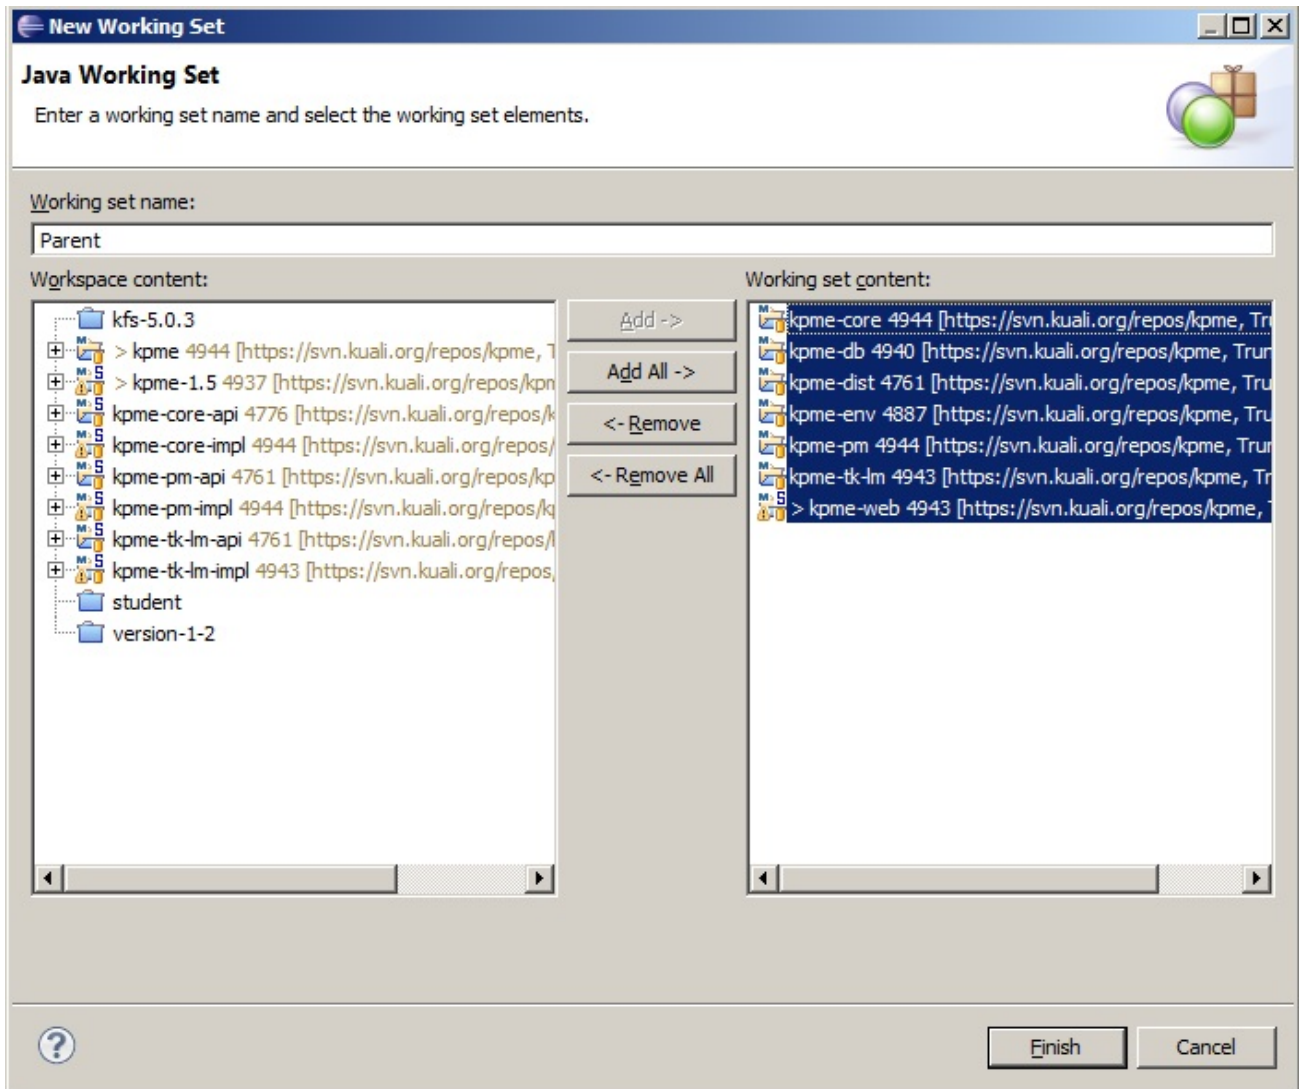 New Working Set
Java Working Set
Enter a working set name and select the working set elements.
Working set name:
Parent
Workspace content:
kfs-5.0.3
> kpme 4944 [https://svn.kuali.org/repos/kpme,
> kpme-1.5 4937 [https://svn.kuali.org/repos/kpm
kpme-core-api 4776 [https://svn.kuali.org/repos/k
kpme-core-impl 4944 [https://svn.kuali.org/repos/
kpme-pm-api 4761 [https://svn.kuali.org/repos/kp
kpme-pm-impl 4944 [https://svn.kuali.org/repos/k
kpme-tk-lm-api 4761 [https://svn.kuali.org/repos/
kpme-tk-lm-impl 4943 [https://svn.kuali.org/repos,
student
version-1-2
Add ->
Add All ->
<- Remove
<- Remove All
Working set content:
kpme-core 4944 [https://svn.kuali.org/repos/kpme, Tru
kpme-db 4940 [https://svn.kuali.org/repos/kpme, Trun
kpme-dist 4761 [https://svn.kuali.org/repos/kpme, Tru
kpme-env 4887 [https://svn.kuali.org/repos/kpme, Tru
kpme-pm 4944 [https://svn.kuali.org/repos/kpme, Trun
kpme-tk-lm 4943 [https://svn.kuali.org/repos/kpme, Tr
> kpme-web 4943 [https://svn.kuali.org/repos/kpme,
Finish
Cancel